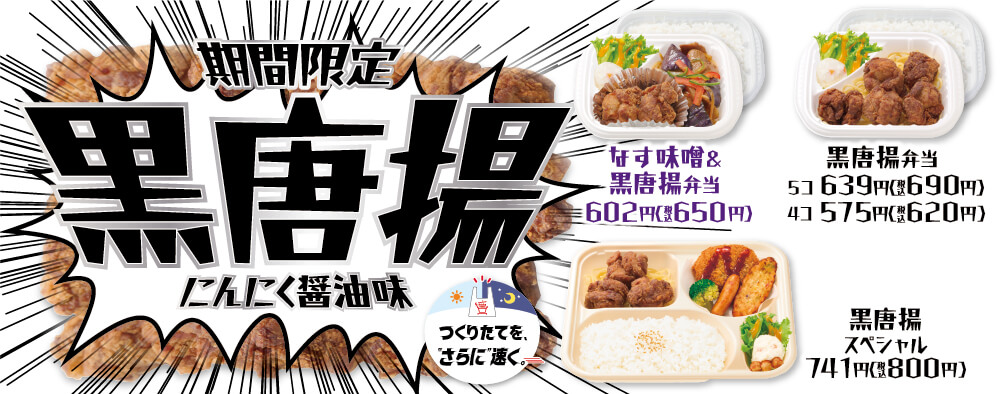 期間限定
黒唐揚
にんにく醤油味
つくりたてを、
"さらに"速く。
なす味噌&
黒唐揚弁当
602円(税込650円)
黒唐揚弁当
5コ 639円(税込690円)
4コ 575円(税込620円)
黒唐揚
スペシャル
741円(税込800円)